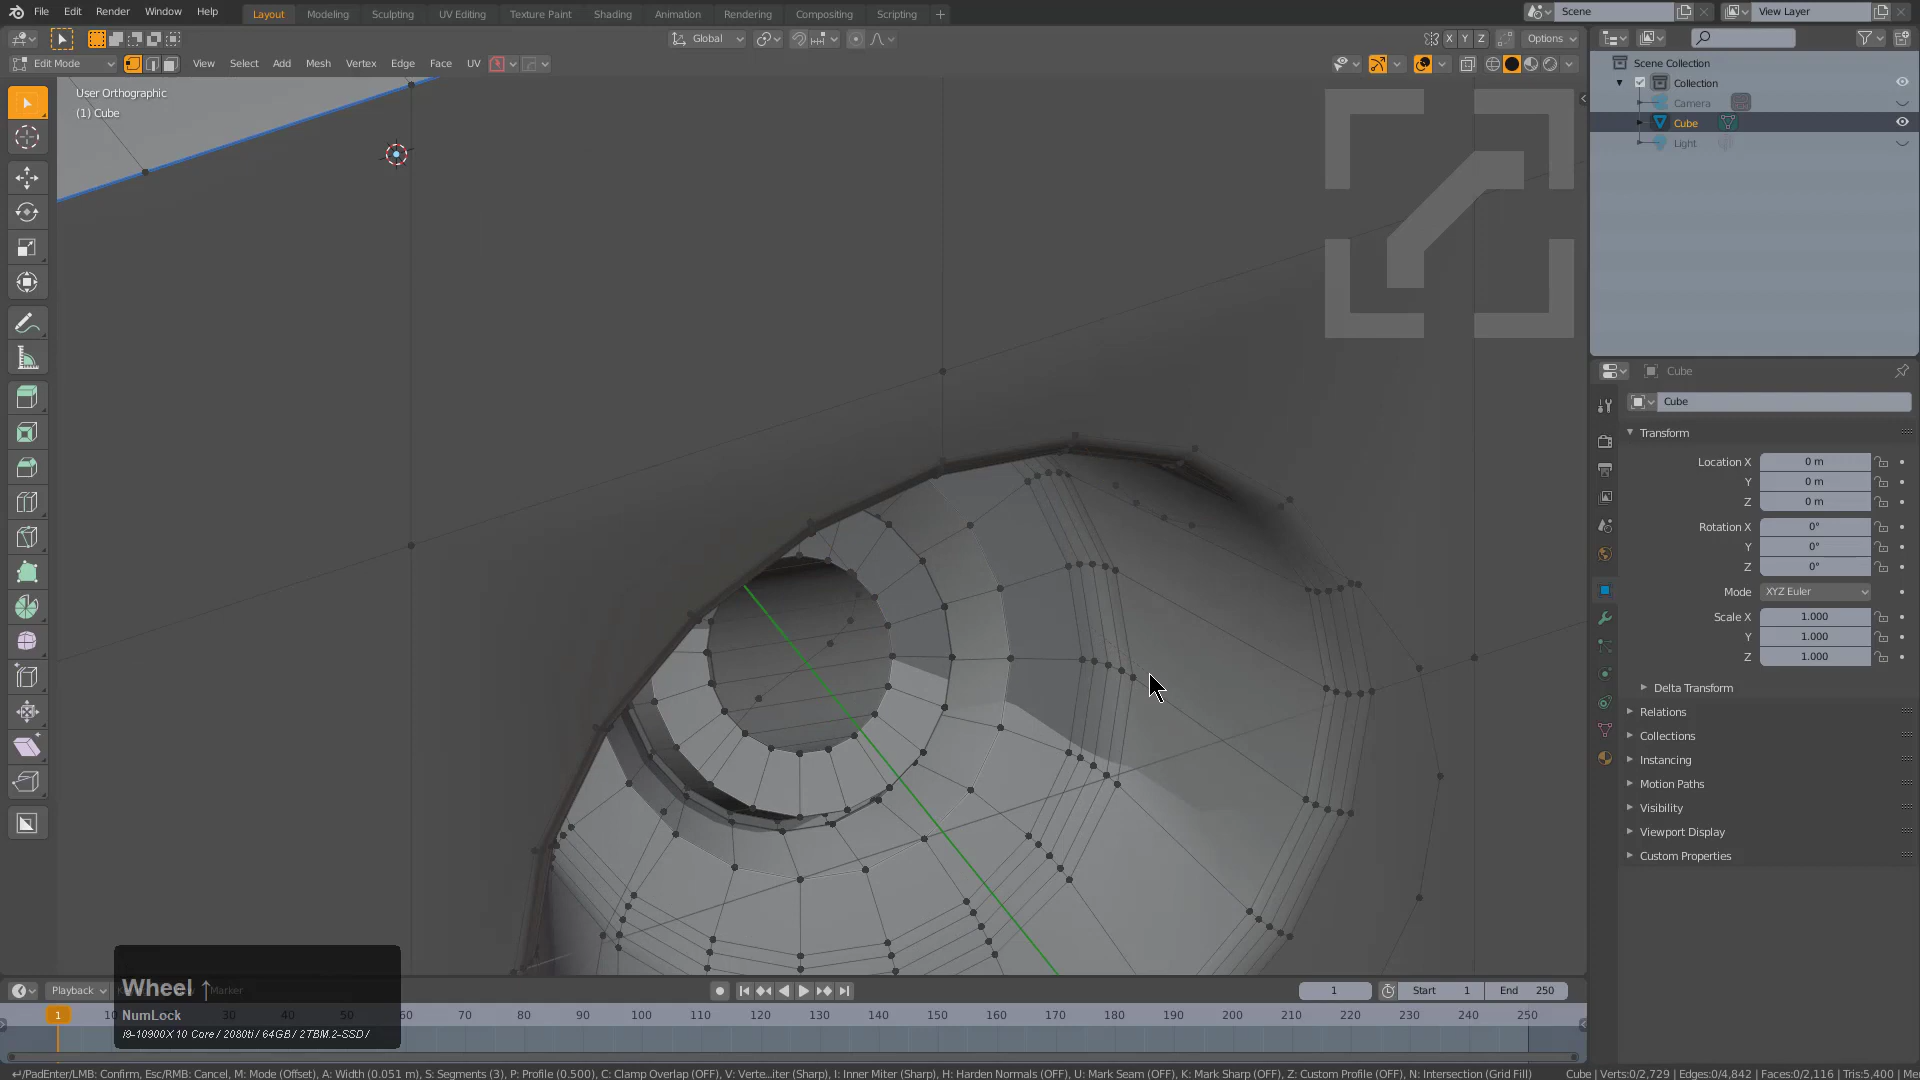 File Edit Render Window Help
Layout Modeling Sculpting UV Editing Texture Paint Shading Animation Rendering Compositing Scripting +
Scene View Layer
Global X Y Z Options
Edit Mode View Select Add Mesh Vertex Edge Face UV
User Orthographic
(1) Cube
Scene Collection
Collection
Camera
Cube
Light
Cube
Cube
Transform
Location X 0 m
Y 0 m
Z 0 m
Rotation X 0°
Y 0°
Z 0°
Mode XYZ Euler
Scale X 1.000
Y 1.000
Z 1.000
Delta Transform
Relations
Collections
Instancing
Motion Paths
Visibility
Viewport Display
Custom Properties
Wheel ↑
NumLock
i9-10900X 10 Core / 2080ti / 64GB / 2TBM.2-SSD /
Playback Marker 1 Start 1 End 250
1 10 30 40 50 60 70 80 90 100 110 120 130 140 150 160 170 180 190 200 210 220 230 240 250
↵/PadEnter/LMB: Confirm, Esc/RMB: Cancel, M: Mode (Offset), A: Width (0.051 m), S: Segments (3), P: Profile (0.500), C: Clamp Overlap (OFF), V: Verte...iter (Sharp), I: Inner Miter (Sharp), H: Harden Normals (OFF), U: Mark Seam (OFF), K: Mark Sharp (OFF), Z: Custom Profile (OFF), N: Intersection (Grid Fill)
Cube | Verts:0/2,729 | Edges:0/4,842 | Faces:0/2,116 | Tris:5,400 | Me